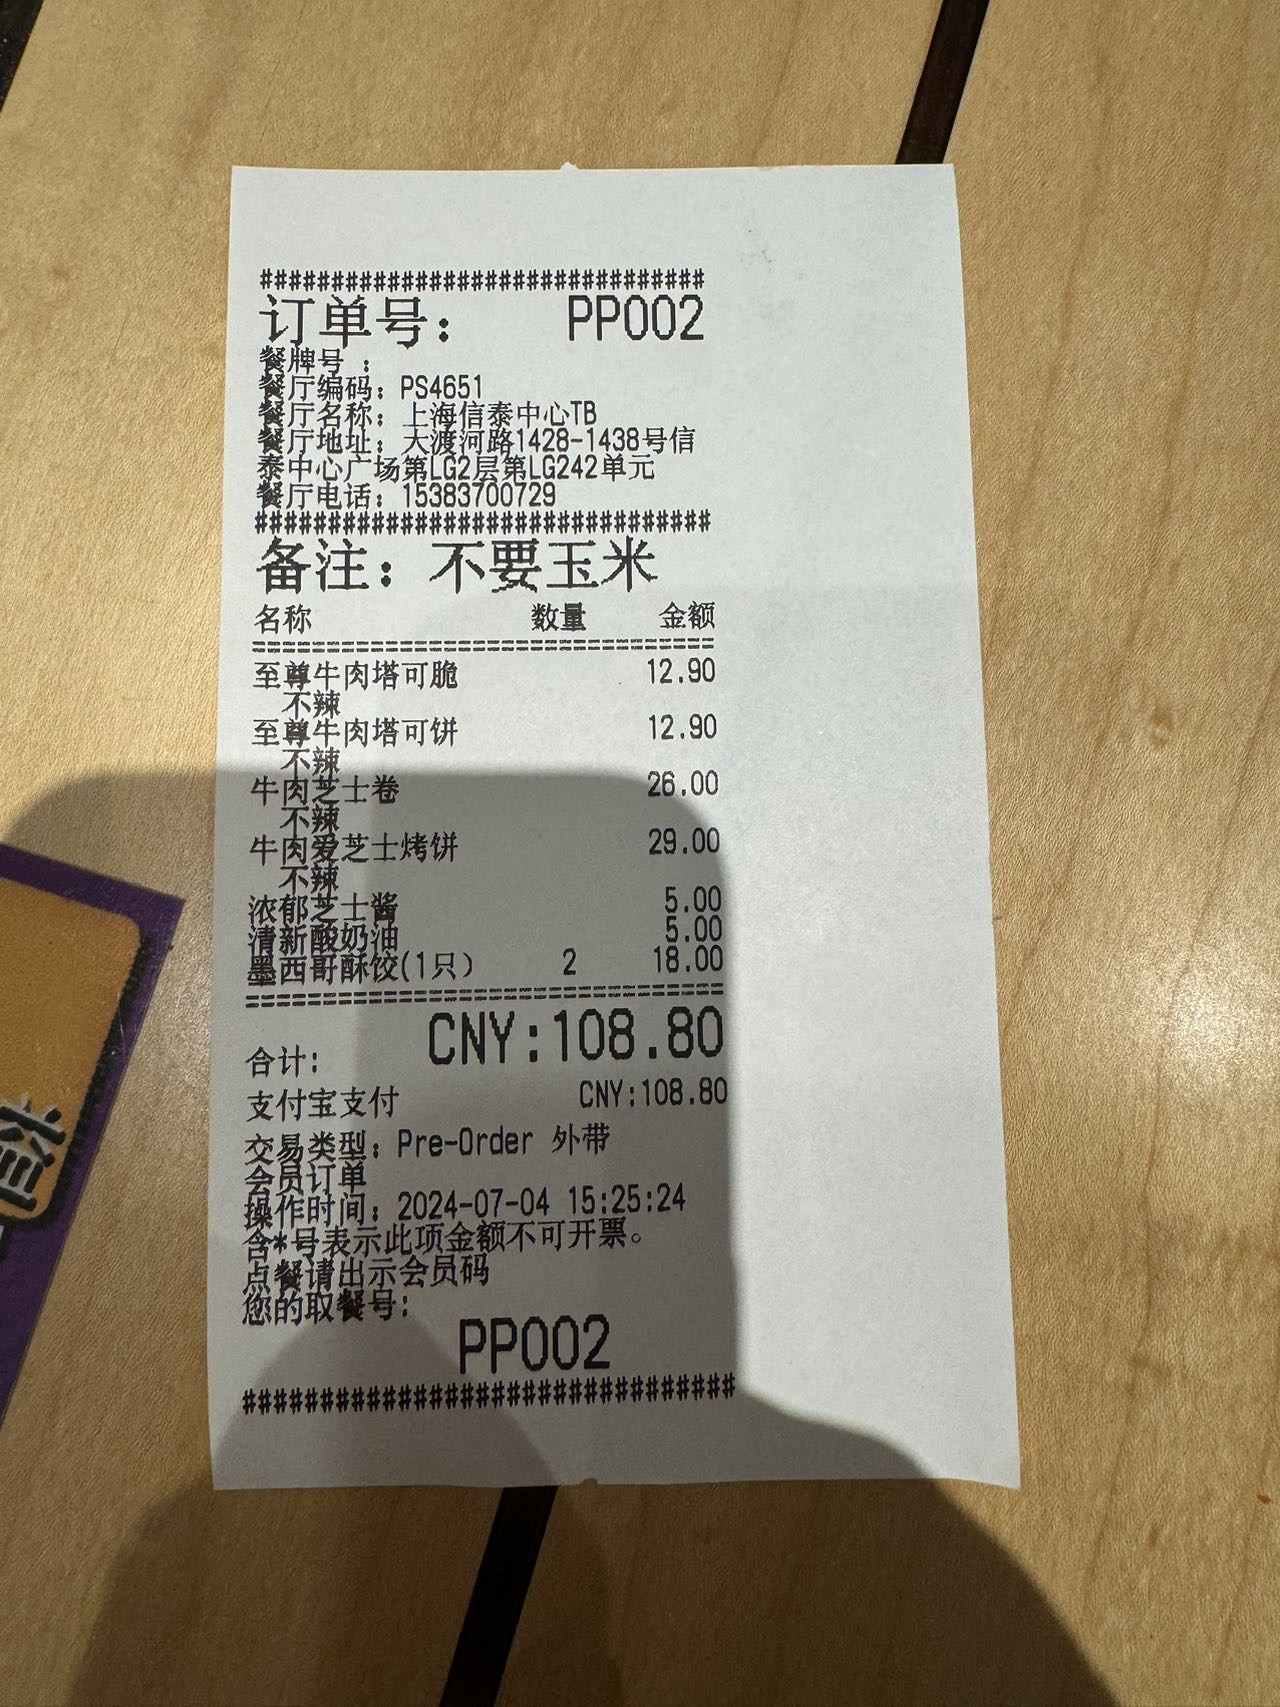 ###############################
订单号： PP002
餐牌号 ：
餐厅编码：PS4651
餐厅名称：上海信泰中心TB
餐厅地址：大渡河路1428-1438号信
泰中心广场第LG2层第LG242单元
餐厅电话：15383700729
###############################
备注：不要玉米
名称 数量 金额
===============================
至尊牛肉塔可脆 12.90
不辣
至尊牛肉塔可饼 12.90
不辣
牛肉芝士卷 26.00
不辣
牛肉爱芝士烤饼 29.00
不辣
浓郁芝士酱 5.00
清新酸奶油 5.00
墨西哥酥饺(1只) 2 18.00
===============================
合计: CNY:108.80
支付宝支付 CNY:108.80
交易类型：Pre-Order 外带
会员订单
操作时间：2024-07-04 15:25:24
含*号表示此项金额不可开票。
点餐请出示会员码
您的取餐号:
PP002
###############################